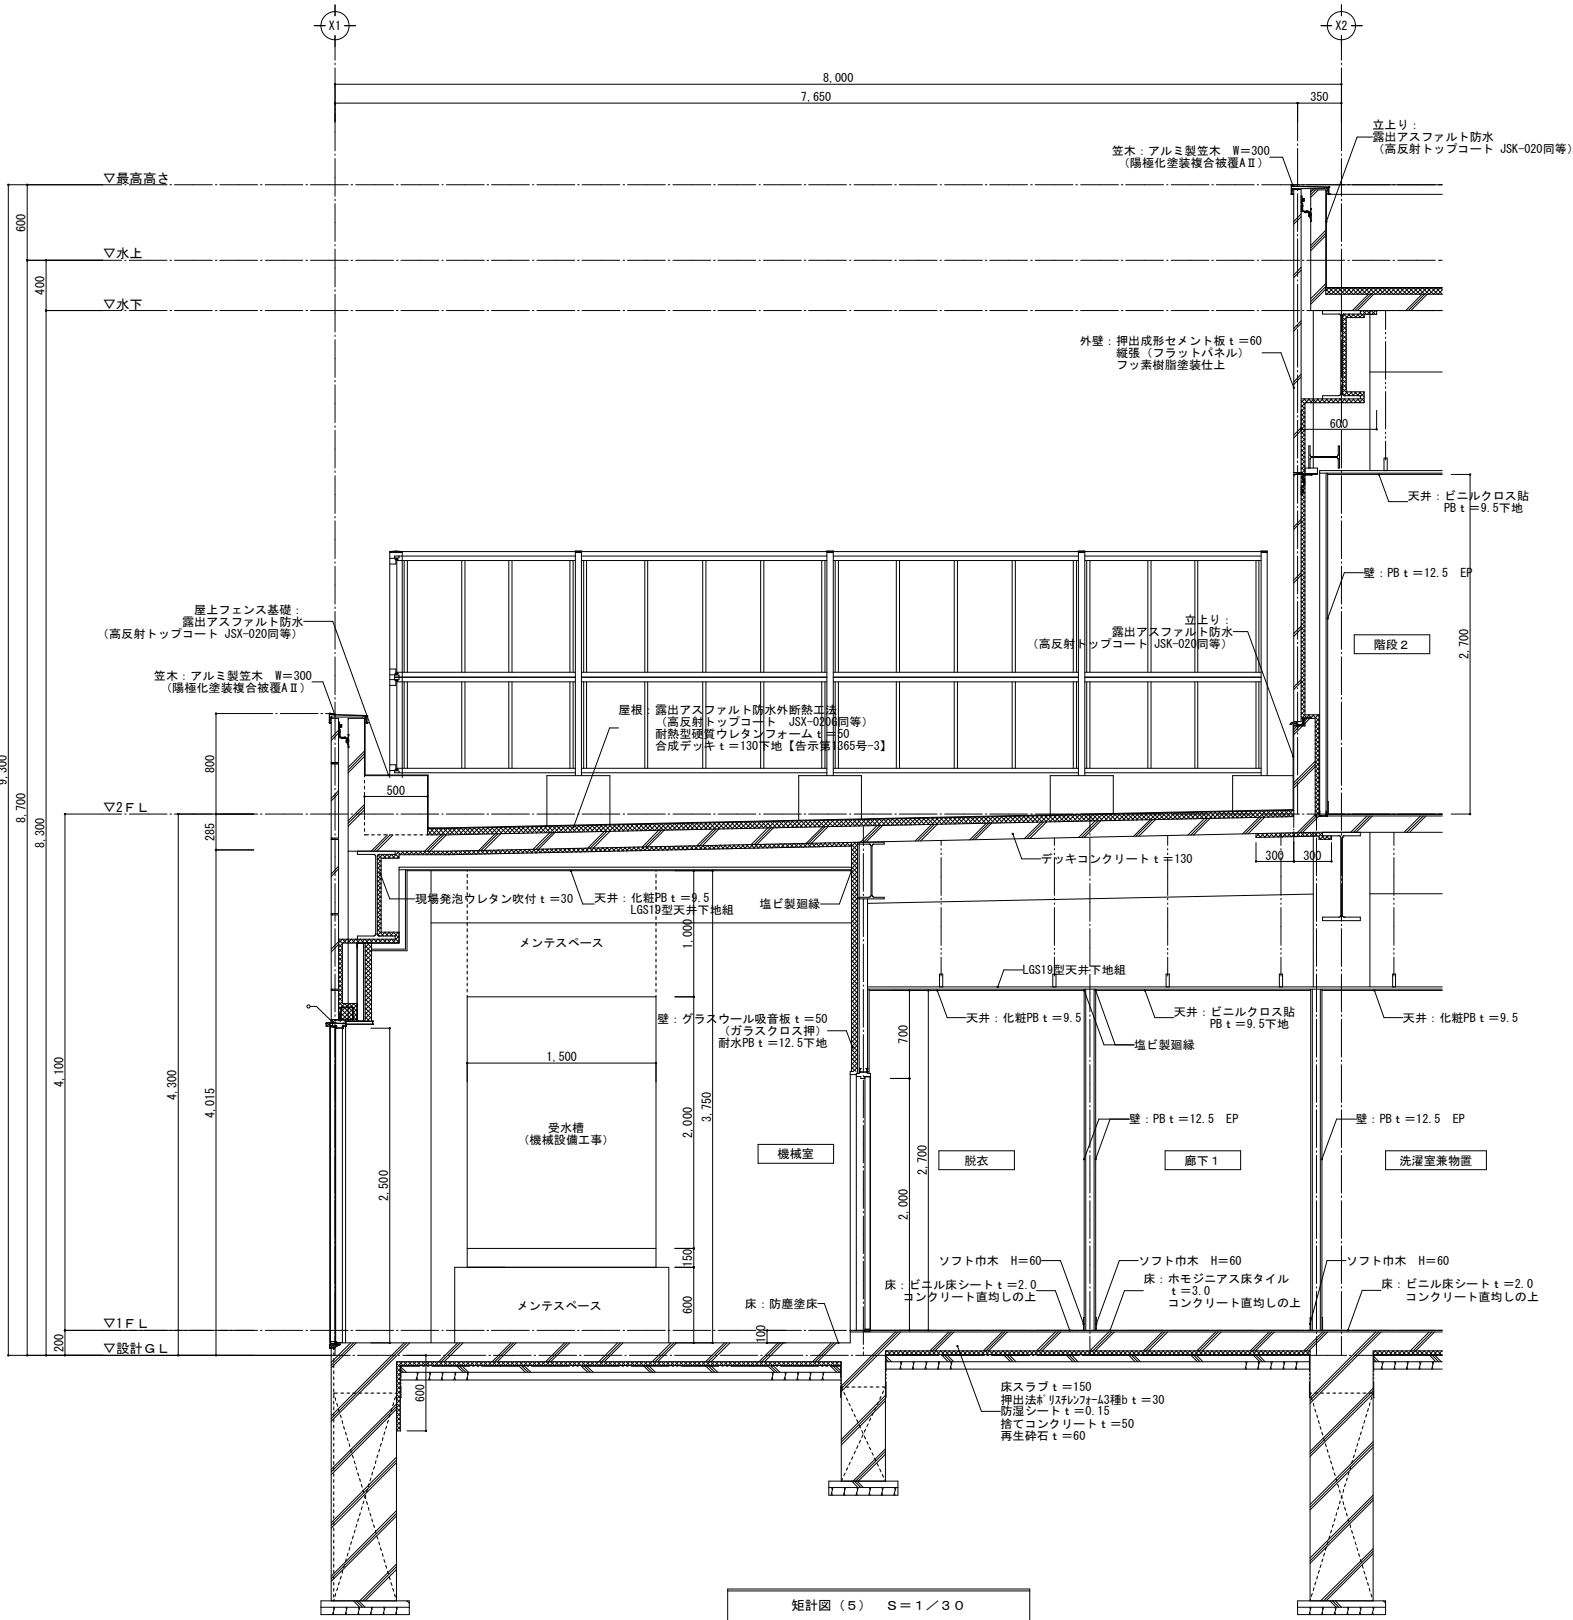 X1
X2
8,000
7,650
350
立上り：
露出アスファルト防水
（高反射トップコート JSK-020同等）
笠木：アルミ製笠木　W=300
（陽極化塗装複合被覆AⅡ）
▽最高高さ
600
▽水上
400
▽水下
外壁：押出成形セメント板ｔ=60
縦張（フラットパネル）
フッ素樹脂塗装仕上
600
天井：ビニルクロス貼
PBｔ=9.5下地
壁：PBｔ=12.5　EP
階段２
2,700
屋上フェンス基礎：
露出アスファルト防水
（高反射トップコート JSX-020同等）
立上り：
露出アスファルト防水
（高反射トップコート JSK-020同等）
笠木：アルミ製笠木　W=300
（陽極化塗装複合被覆AⅡ）
屋根：露出アスファルト防水外断熱工法
（高反射トップコート　JSX-020G同等）
耐熱型硬質ウレタンフォームｔ=50
合成デッキｔ=130下地【告示第1365号-3】
9,300
8,700
8,300
800
500
▽２ＦＬ
285
デッキコンクリートｔ=130
300
300
現場発泡ウレタン吹付ｔ=30
天井：化粧PBｔ=9.5
LGS19型天井下地組
塩ビ製廻縁
メンテスペース
1,000
LGS19型天井下地組
天井：化粧PBｔ=9.5
天井：ビニルクロス貼
PBｔ=9.5下地
天井：化粧PBｔ=9.5
塩ビ製廻縁
壁：グラスウール吸音板ｔ=50
（ガラスクロス押）
耐水PBｔ=12.5下地
700
1,500
4,100
4,300
4,015
2,000
3,750
受水槽
（機械設備工事）
機械室
壁：PBｔ=12.5　EP
壁：PBｔ=12.5　EP
脱衣
廊下１
洗濯室兼物置
2,500
2,700
2,000
150
ソフト巾木　H=60
ソフト巾木　H=60
ソフト巾木　H=60
床：ビニル床シートｔ=2.0
コンクリート直均しの上
床：ホモジニアス床タイル
ｔ=3.0
コンクリート直均しの上
床：ビニル床シートｔ=2.0
コンクリート直均しの上
メンテスペース
600
床：防塵塗床
▽１ＦＬ
200
100
▽設計ＧＬ
600
床スラブｔ=150
押出法ﾎﾟﾘｽﾁﾚﾝﾌｫｰﾑ3種bｔ=30
防湿シートｔ=0.15
捨てコンクリートｔ=50
再生砕石ｔ=60
矩計図（５）　Ｓ＝１／３０